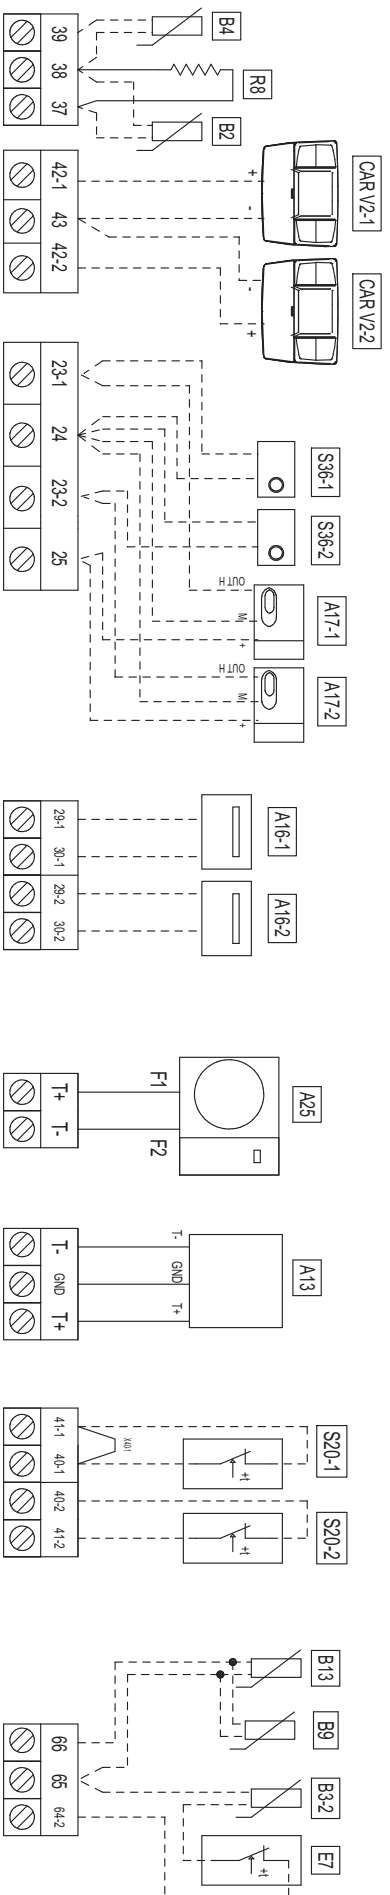 B4
R8
B2
39
38
37
CAR V2-1
CAR V2-2
+
-
-
+
42-1
43
42-2
S36-1
S36-2
A17-1
A17-2
OUT H
M
+
OUT H
M
+
23-1
24
23-2
25
A16-1
A16-2
29-1
30-1
29-2
30-2
A25
F1
F2
T+
T-
A13
T-
GND
T+
T-
GND
T+
S20-1
S20-2
+t
+t
X40.1
41-1
40-1
40-2
41-2
B13
B9
B3-2
E7
+t
66
65
64-2